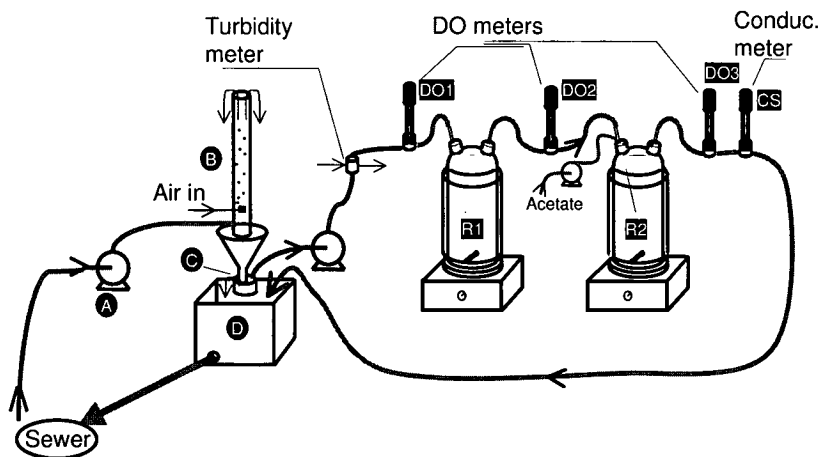 Turbidity
meter
DO meters
Conduc.
meter
DO1
DO2
DO3
CS
B
Air in
Acetate
R1
R2
C
A
D
Sewer